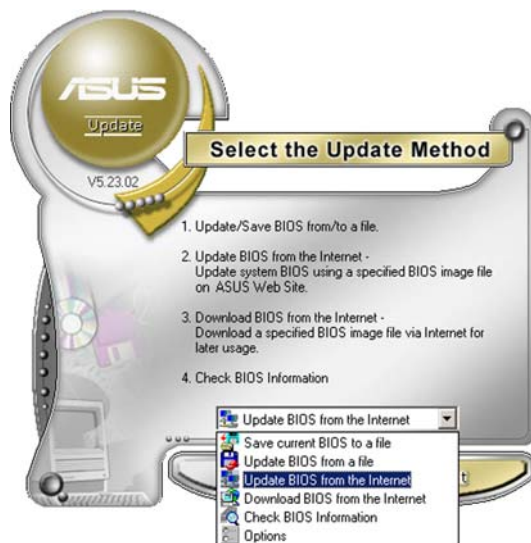 ASUS
Update
V5.23.02
Select the Update Method
1. Update/Save BIOS from/to a file.
2. Update BIOS from the Internet -
Update system BIOS using a specified BIOS image file
on ASUS Web Site.
3. Download BIOS from the Internet -
Download a specified BIOS image file via Internet for
later usage.
4. Check BIOS Information
Update BIOS from the Internet
Save current BIOS to a file
Update BIOS from a file
Update BIOS from the Internet
Download BIOS from the Internet
Check BIOS Information
Options